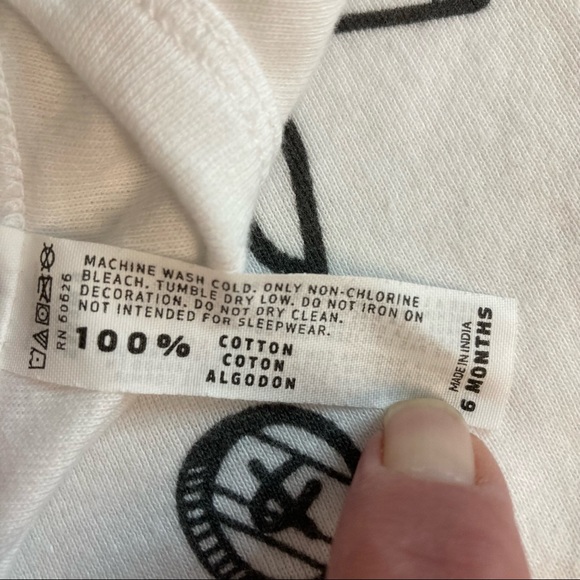 RN 60626
MACHINE WASH COLD. ONLY NON-CHLORINE
BLEACH. TUMBLE DRY LOW. DO NOT IRON ON
DECORATION. DO NOT DRY CLEAN.
NOT INTENDED FOR SLEEPWEAR.
100% COTTON
COTON
ALGODON
MADE IN INDIA
6 MONTHS